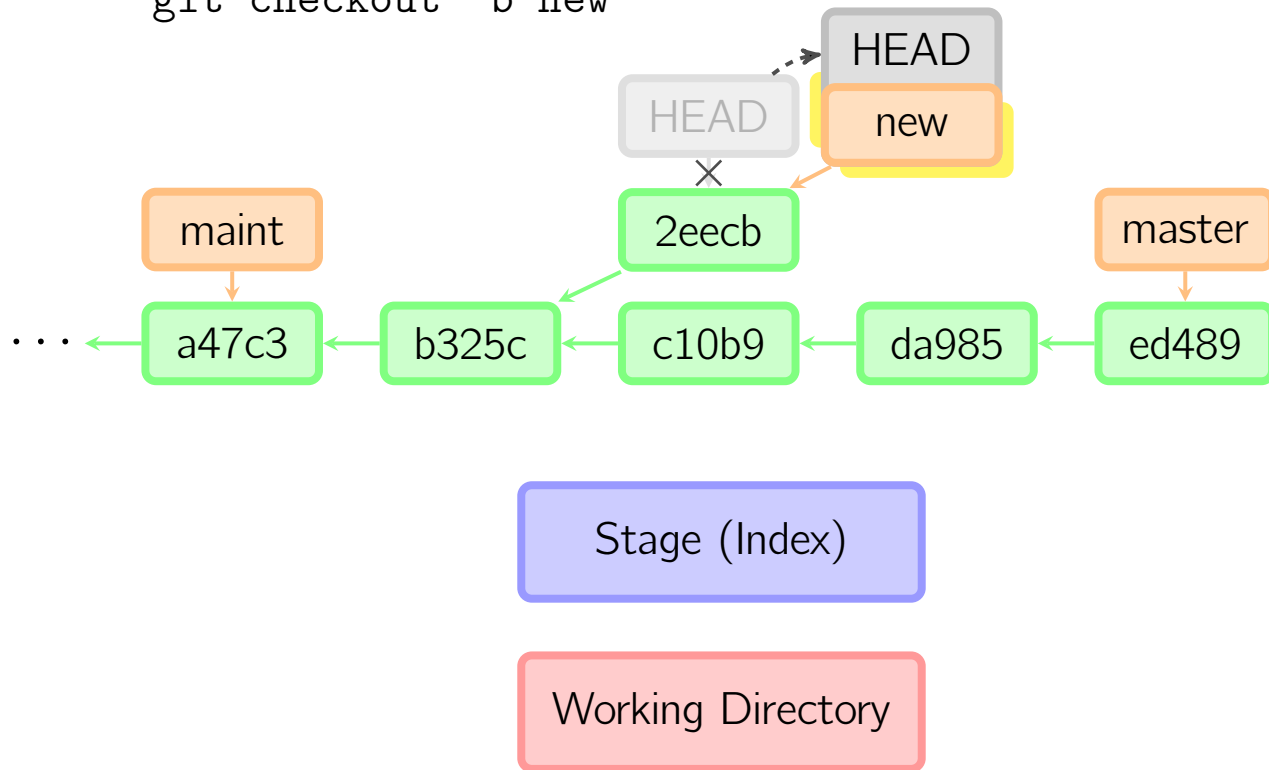 git checkout -b new
HEAD
HEAD
new
maint
2eecb
master
· · ·
a47c3
b325c
c10b9
da985
ed489
Stage (Index)
Working Directory